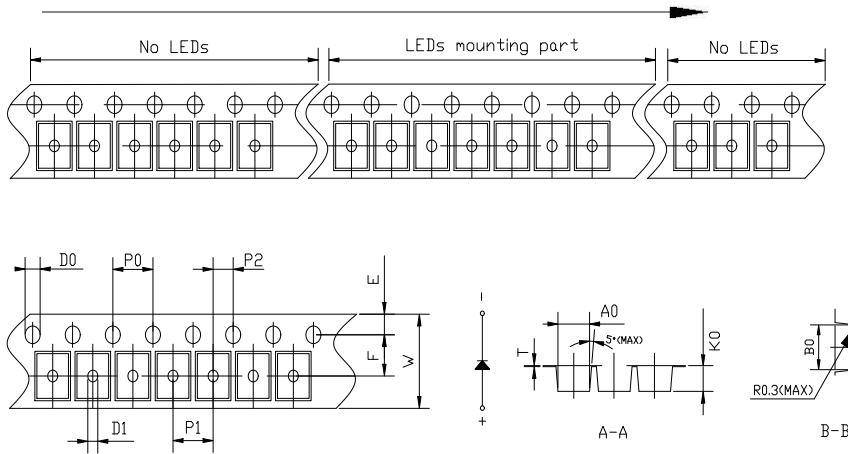 No LEDs
LEDs mounting part
No LEDs
D0
P0
P2
E
F
W
D1
P1
-
+
A0
5°(MAX)
T
K0
A-A
B0
R0.3(MAX)
B-B